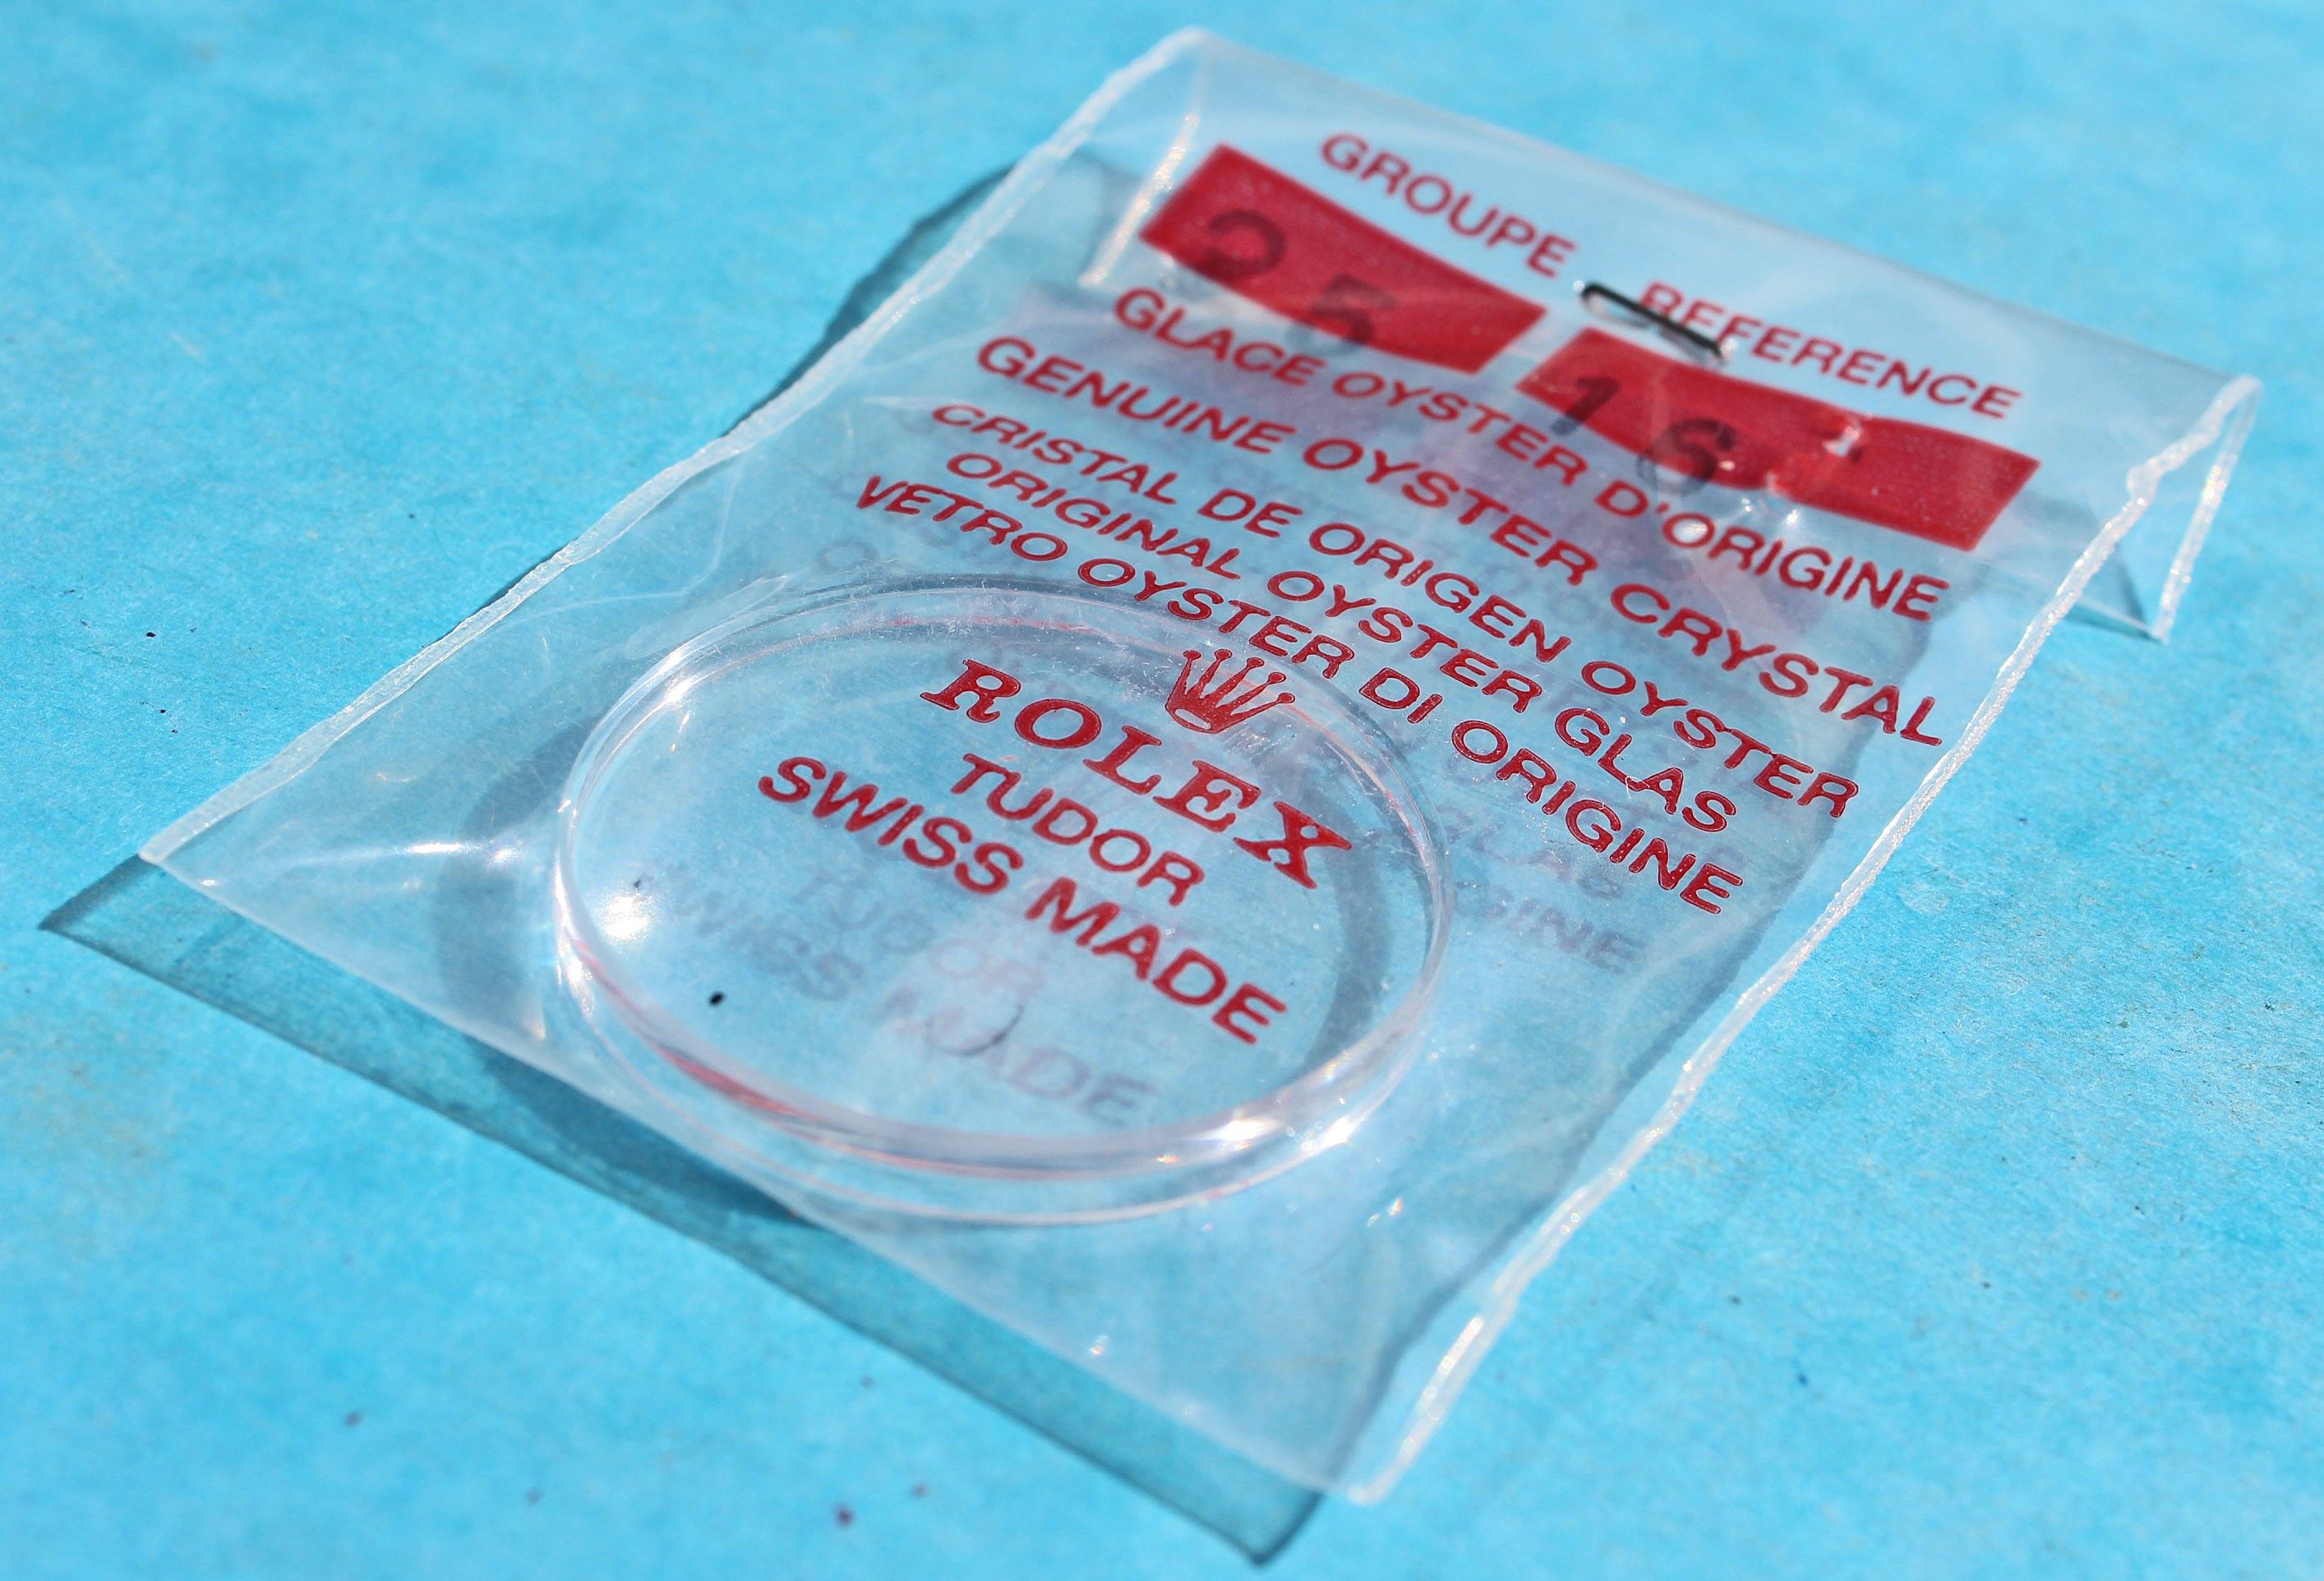 GROUPE REFERENCE
25 16
GLACE OYSTER D'ORIGINE
GENUINE OYSTER CRYSTAL
CRISTAL DE ORIGEN OYSTER
ORIGINAL OYSTER GLAS
VETRO OYSTER DI ORIGINE
ROLEX
TUDOR
SWISS MADE